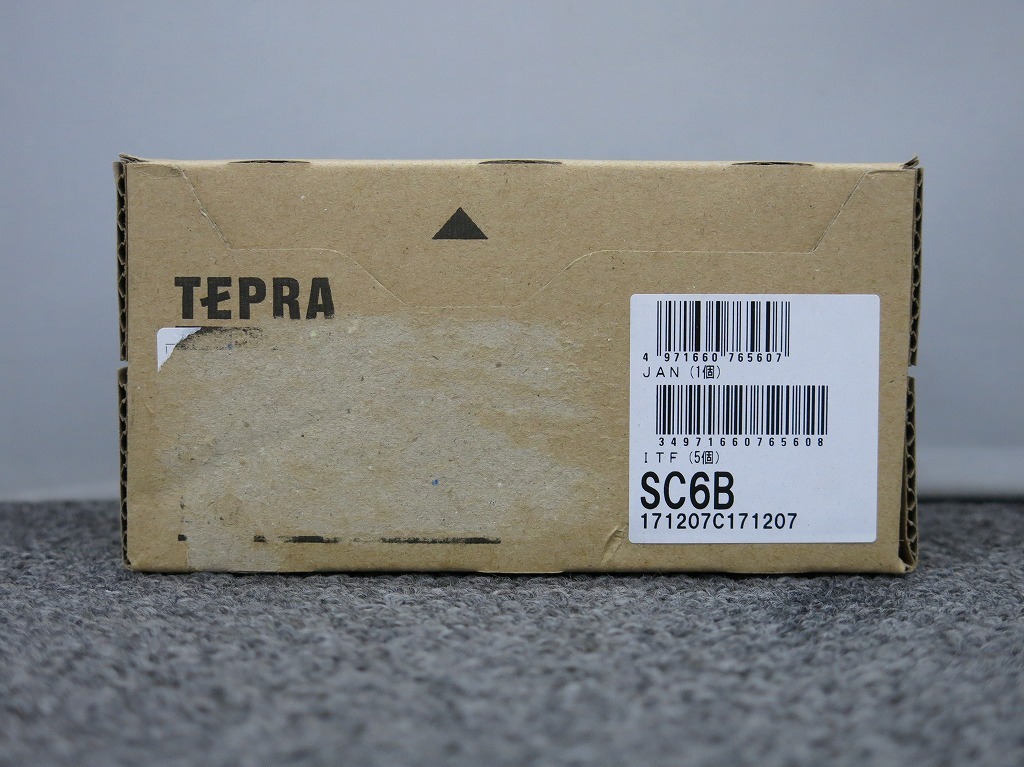 TEPRA
4 971660 765607
JAN (1個)
34971660765608
ITF (5個)
SC6B
171207C171207